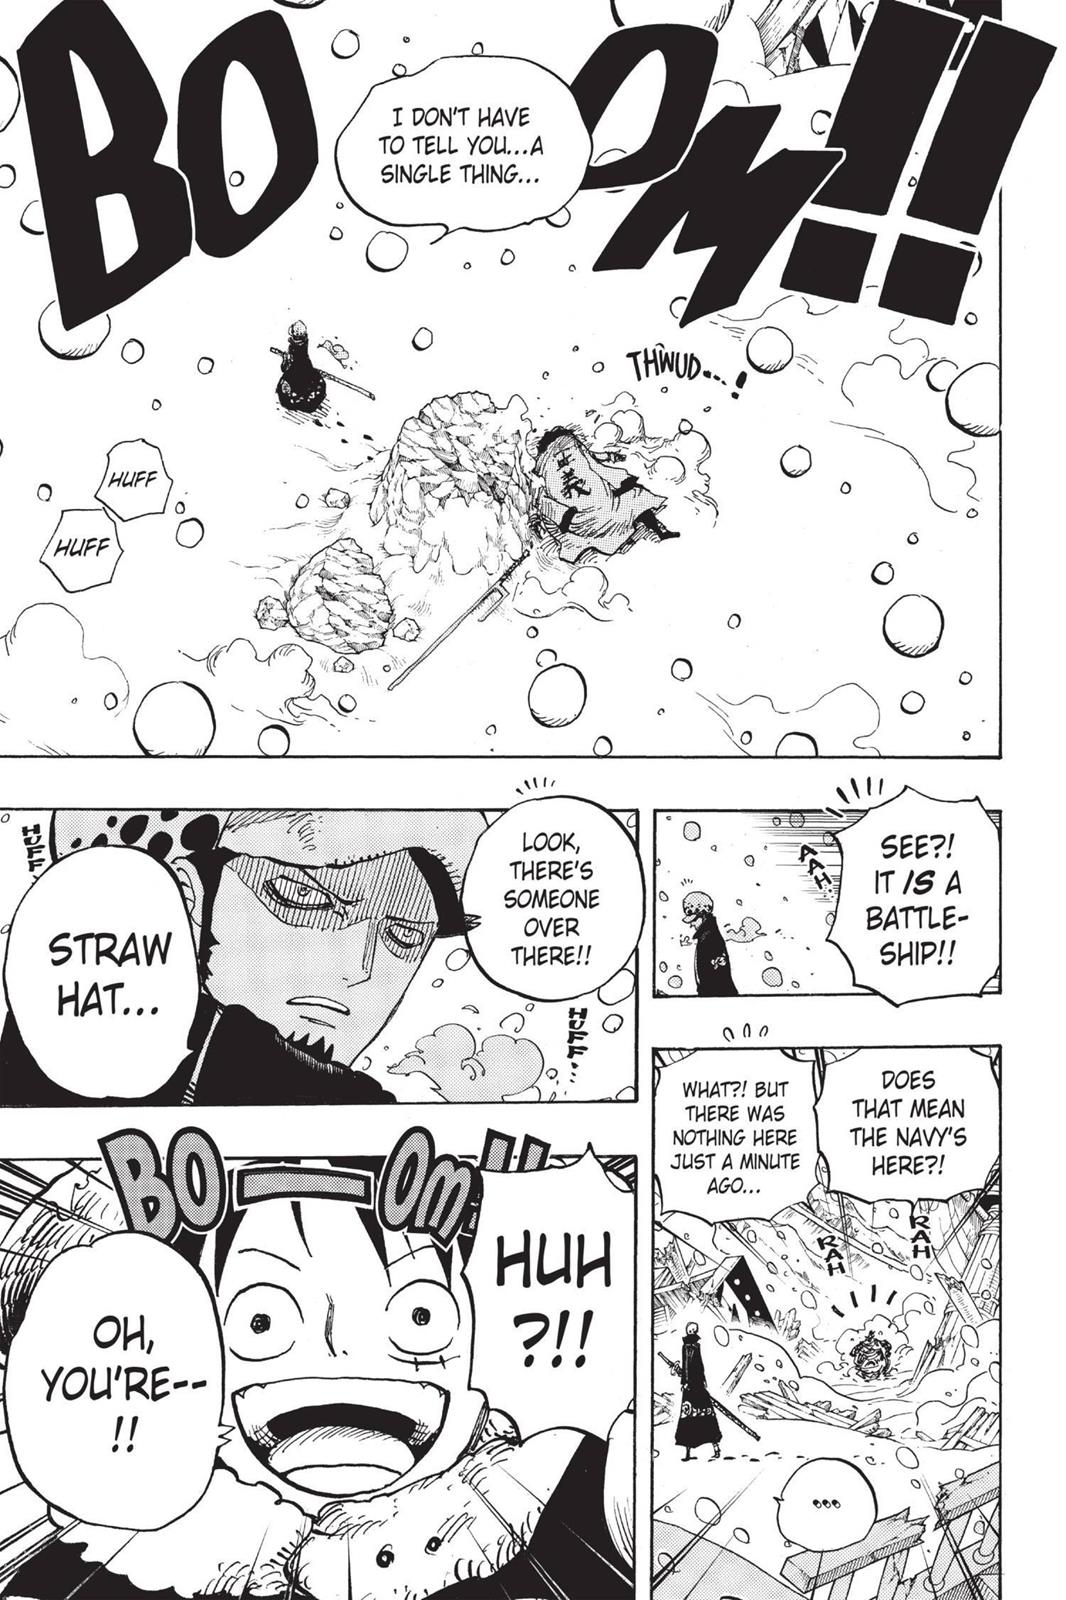 BOOM!!
I DON'T HAVE
TO TELL YOU...A
SINGLE THING...
THWUD...!
正義
HUFF
HUFF
SEE?!
IT IS A
BATTLE-
SHIP!!
AAH!
LOOK,
THERE'S
SOMEONE
OVER
THERE!!
HUFF
HUFF...
STRAW
HAT...
DOES
THAT MEAN
THE NAVY'S
HERE?!
WHAT?! BUT
THERE WAS
NOTHING HERE
JUST A MINUTE
AGO...
RAH
RAH
...
BO—OM!!
HUH
?!!
OH,
YOU'RE--
!!